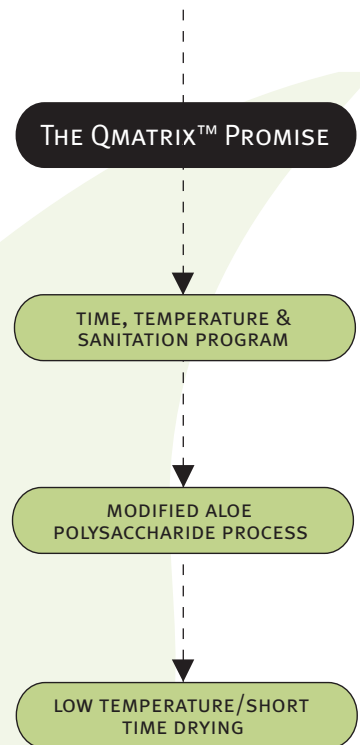 The Qmatrix™ Promise
time, temperature &
sanitation program
modified aloe
polysaccharide process
low temperature/short
time drying